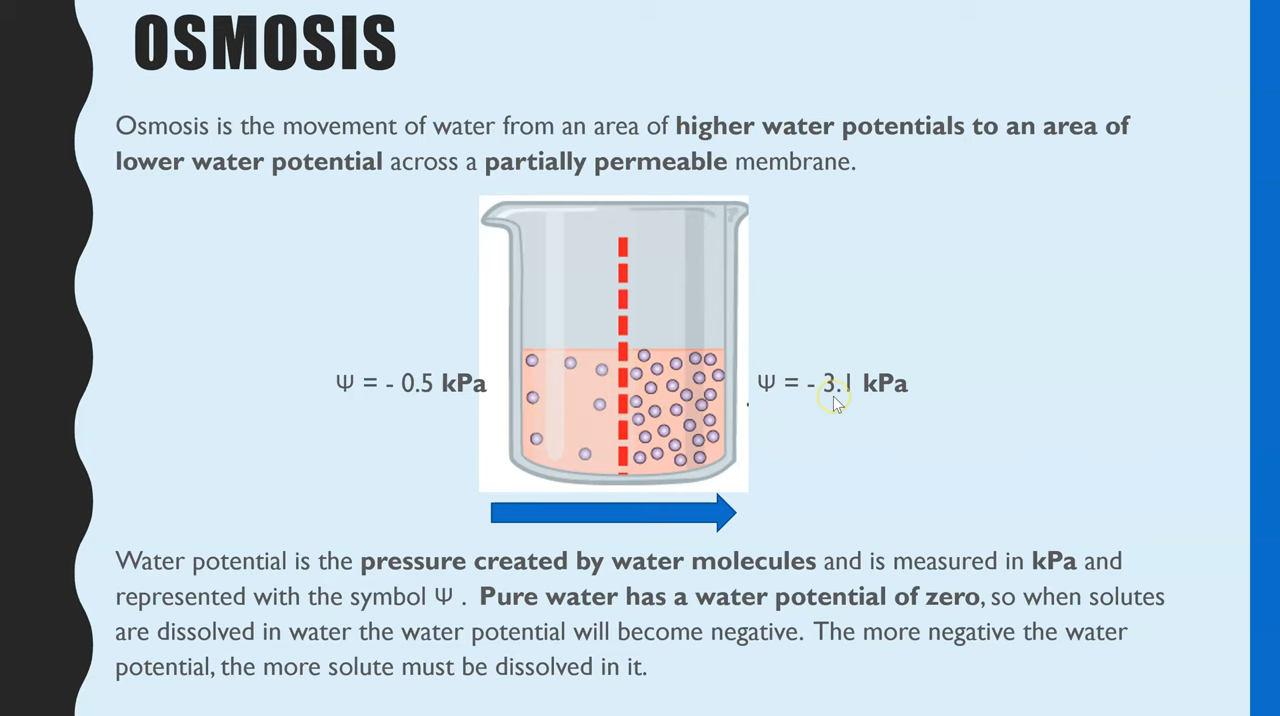 OSMOSIS
Osmosis is the movement of water from an area of higher water potentials to an area of
lower water potential across a partially permeable membrane.
Ψ = - 0.5 kPa
Ψ = - 3.1 kPa
Water potential is the pressure created by water molecules and is measured in kPa and
represented with the symbol Ψ . Pure water has a water potential of zero, so when solutes
are dissolved in water the water potential will become negative. The more negative the water
potential, the more solute must be dissolved in it.